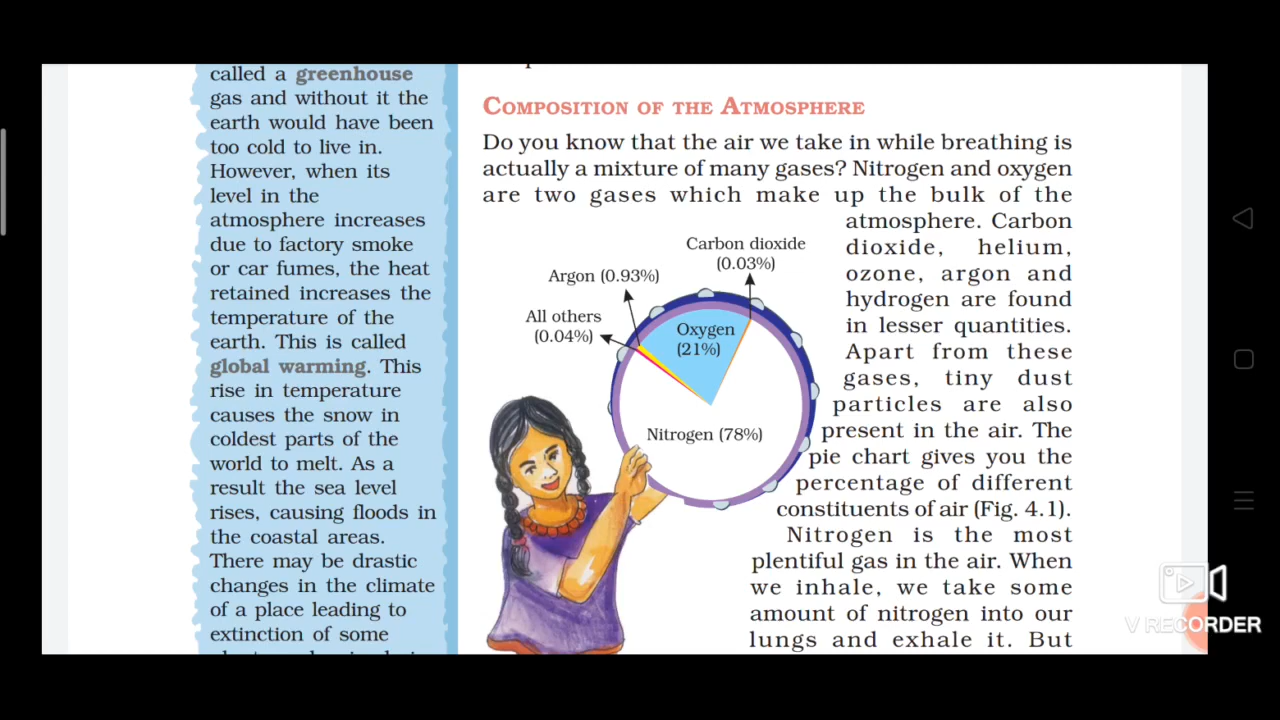 called a greenhouse
gas and without it the
earth would have been
too cold to live in.
However, when its
level in the
atmosphere increases
due to factory smoke
or car fumes, the heat
retained increases the
temperature of the
earth. This is called
global warming. This
rise in temperature
causes the snow in
coldest parts of the
world to melt. As a
result the sea level
rises, causing floods in
the coastal areas.
There may be drastic
changes in the climate
of a place leading to
extinction of some
COMPOSITION OF THE ATMOSPHERE
Do you know that the air we take in while breathing is
actually a mixture of many gases? Nitrogen and oxygen
are two gases which make up the bulk of the
atmosphere. Carbon
dioxide, helium,
ozone, argon and
hydrogen are found
in lesser quantities.
Apart from these
gases, tiny dust
particles are also
present in the air. The
pie chart gives you the
percentage of different
constituents of air (Fig. 4.1).
Nitrogen is the most
plentiful gas in the air. When
we inhale, we take some
amount of nitrogen into our
lungs and exhale it. But
Carbon dioxide
(0.03%)
Argon (0.93%)
All others
(0.04%)
Oxygen
(21%)
Nitrogen (78%)
V RECORDER